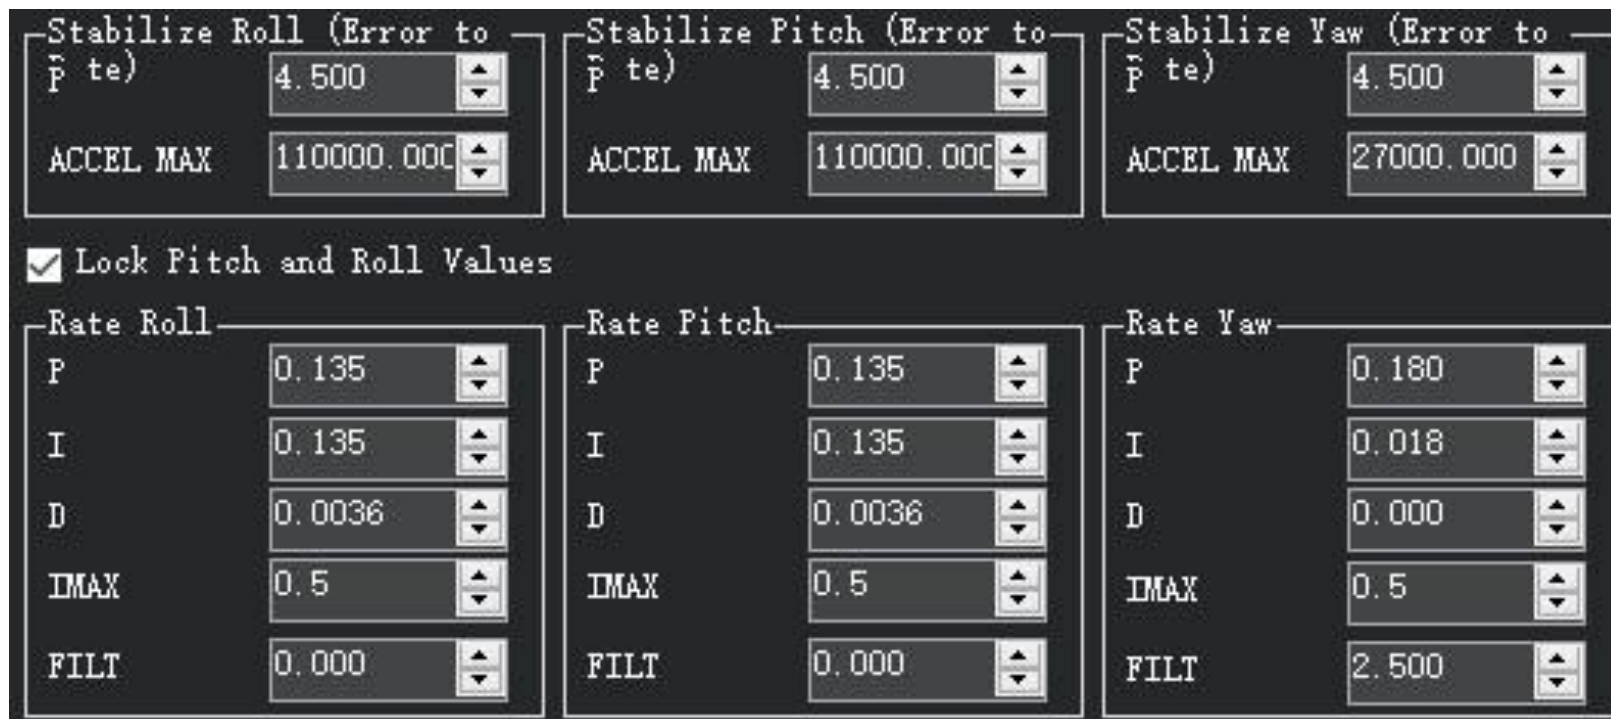 Stabilize Roll (Error to Stabilize Pitch (Error to Stabilize Yaw (Error to
P te) 4.500 P te) 4.500 P te) 4.500
ACCEL MAX 110000.000 ACCEL MAX 110000.000 ACCEL MAX 27000.000
Lock Pitch and Roll Values
Rate Roll Rate Pitch Rate Yaw
P 0.135 P 0.135 P 0.180
I 0.135 I 0.135 I 0.018
D 0.0036 D 0.0036 D 0.000
IMAX 0.5 IMAX 0.5 IMAX 0.5
FILT 0.000 FILT 0.000 FILT 2.500